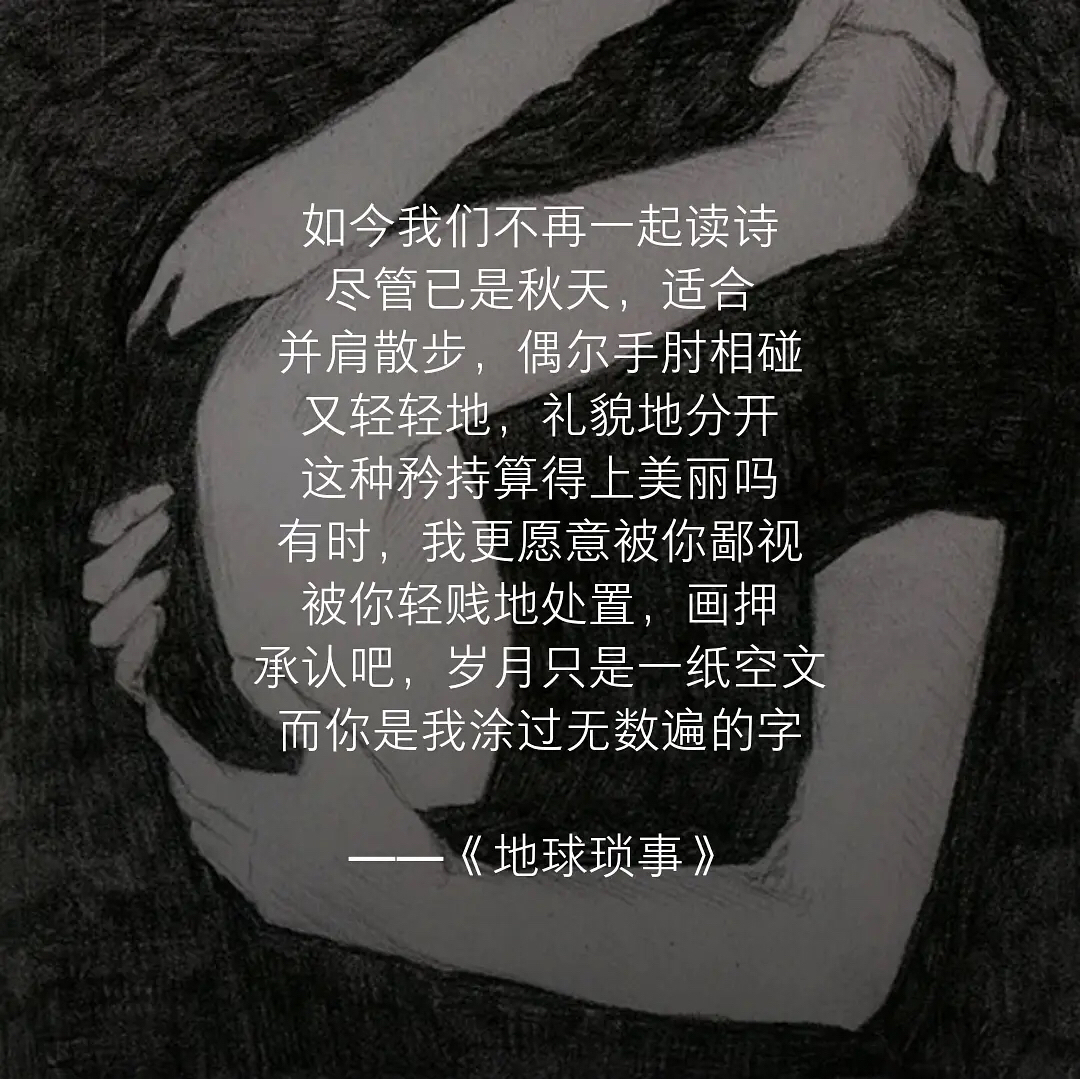 如今我们不再一起读诗
尽管已是秋天，适合
并肩散步，偶尔手肘相碰
又轻轻地，礼貌地分开
这种矜持算得上美丽吗
有时，我更愿意被你鄙视
被你轻贱地处置，画押
承认吧，岁月只是一纸空文
而你是我涂过无数遍的字
——《地球琐事》